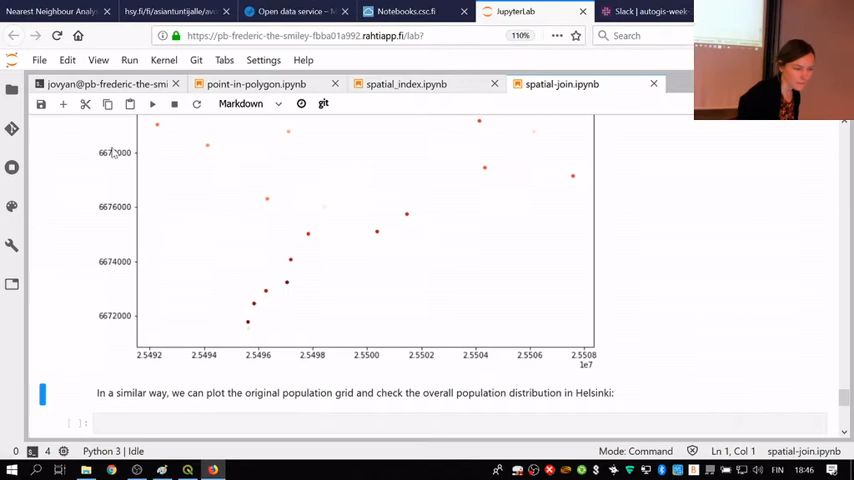 Nearest Neighbour Analy
hsy.fi/fi/asiantuntijalle/avo
Open data service – M
Notebooks.csc.fi
JupyterLab
Slack | autogis-week
https://pb-frederic-the-smiley-fbba01a992.rahtiapp.fi/lab?
110%
Search
File Edit View Run Kernel Git Tabs Settings Help
jovyan@pb-frederic-the-smi
point-in-polygon.ipynb
spatial_index.ipynb
spatial-join.ipynb
Markdown
git
6676000
6674000
6672000
2.5492 2.5494 2.5496 2.5498 2.5500 2.5502 2.5504 2.5506 2.5508
1e7
In a similar way, we can plot the original population grid and check the overall population distribution in Helsinki:
[ ]:
0 4 Python 3 | Idle Mode: Command Ln 1, Col 1 spatial-join.ipynb
FIN 18:46